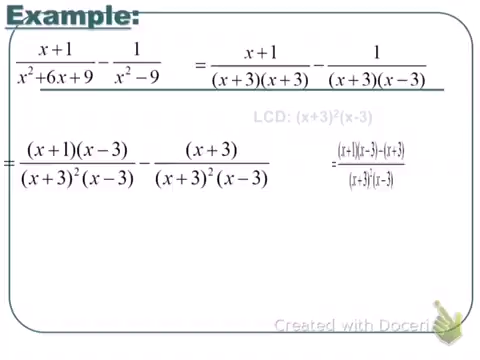 Example:
x + 1 / x² + 6x + 9 − 1 / x² − 9 = x + 1 / (x + 3)(x + 3) − 1 / (x + 3)(x − 3)
LCD: (x+3)²(x-3)
= (x + 1)(x − 3) / (x + 3)² (x − 3) − (x + 3) / (x + 3)² (x − 3) = (x+1)(x−3)−(x+3) / (x+3)²(x−3)
Created with Doceri